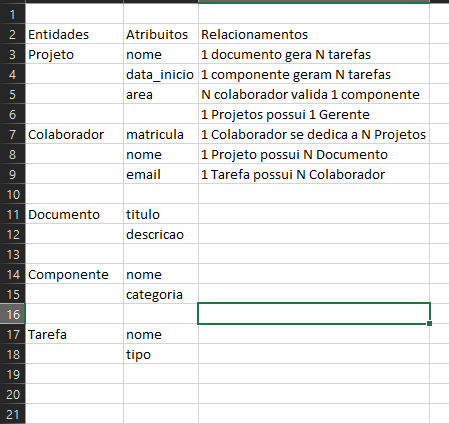 1
2 Entidades Atributos Relacionamentos
3 Projeto nome 1 documento gera N tarefas
4 data_inicio 1 componente geram N tarefas
5 area N colaborador valida 1 componente
6 1 Projetos possui 1 Gerente
7 Colaborador matricula 1 Colaborador se dedica a N Projetos
8 nome 1 Projeto possui N Documento
9 email 1 Tarefa possui N Colaborador
10
11 Documento titulo
12 descricao
13
14 Componente nome
15 categoria
16
17 Tarefa nome
18 tipo
19
20
21